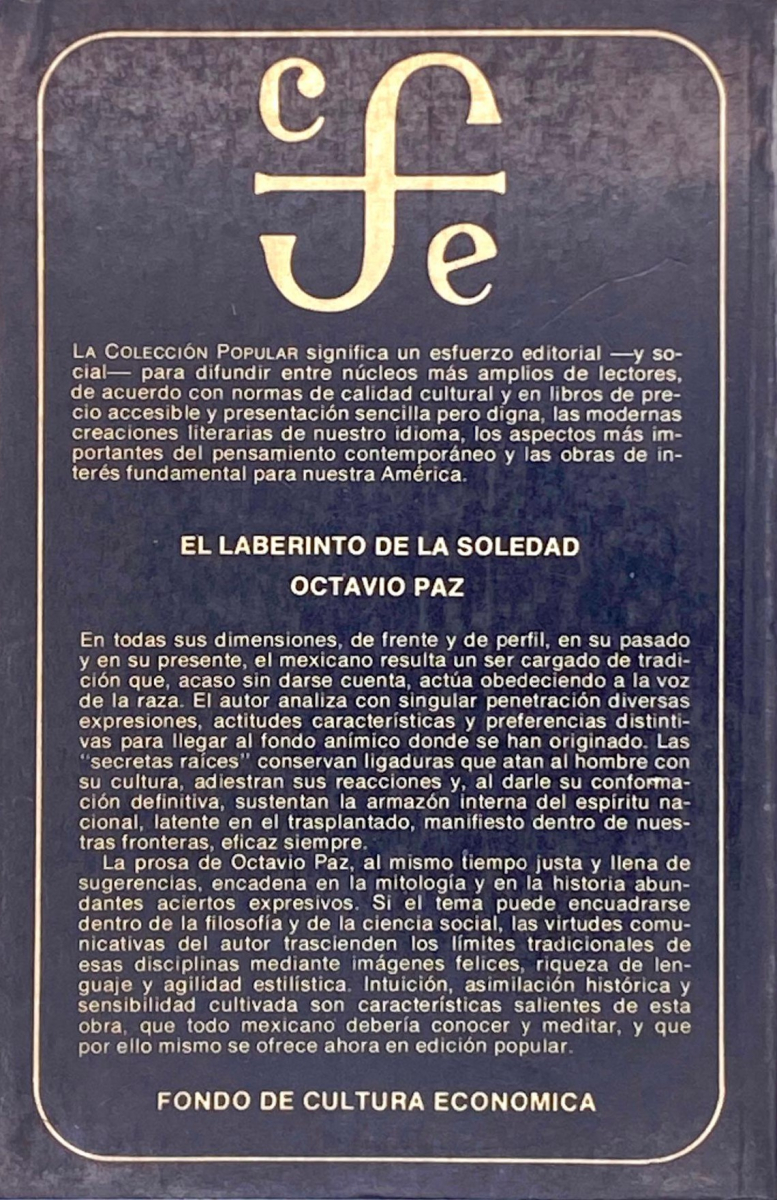 c f e
LA COLECCIÓN POPULAR significa un esfuerzo editorial —y so-
cial— para difundir entre núcleos más amplios de lectores,
de acuerdo con normas de calidad cultural y en libros de pre-
cio accesible y presentación sencilla pero digna, las modernas
creaciones literarias de nuestro idioma, los aspectos más im-
portantes del pensamiento contemporáneo y las obras de in-
terés fundamental para nuestra América.
EL LABERINTO DE LA SOLEDAD
OCTAVIO PAZ
En todas sus dimensiones, de frente y de perfil, en su pasado
y en su presente, el mexicano resulta un ser cargado de tradi-
ción que, acaso sin darse cuenta, actúa obedeciendo a la voz
de la raza. El autor analiza con singular penetración diversas
expresiones, actitudes características y preferencias distinti-
vas para llegar al fondo anímico donde se han originado. Las
"secretas raíces" conservan ligaduras que atan al hombre con
su cultura, adiestran sus reacciones y, al darle su conforma-
ción definitiva, sustentan la armazón interna del espíritu na-
cional, latente en el trasplantado, manifiesto dentro de nues-
tras fronteras, eficaz siempre.
La prosa de Octavio Paz, al mismo tiempo justa y llena de
sugerencias, encadena en la mitología y en la historia abun-
dantes aciertos expresivos. Si el tema puede encuadrarse
dentro de la filosofía y de la ciencia social, las virtudes comu-
nicativas del autor trascienden los límites tradicionales de
esas disciplinas mediante imágenes felices, riqueza de len-
guaje y agilidad estilística. Intuición, asimilación histórica y
sensibilidad cultivada son características salientes de esta
obra, que todo mexicano debería conocer y meditar, y que
por ello mismo se ofrece ahora en edición popular.
FONDO DE CULTURA ECONOMICA